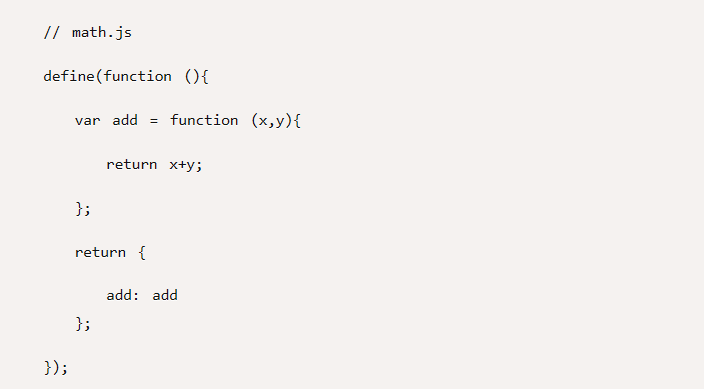 // math.js
define(function (){
var add = function (x,y){
return x+y;
};
return {
add: add
};
});